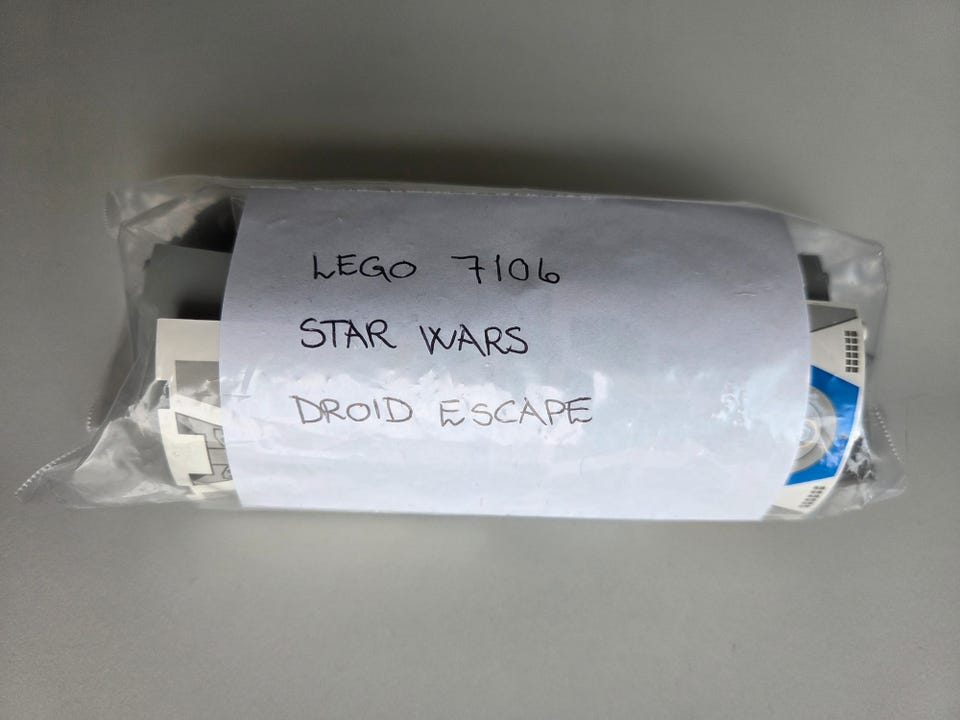 LEGO 7106
STAR WARS
DROID ESCAPE